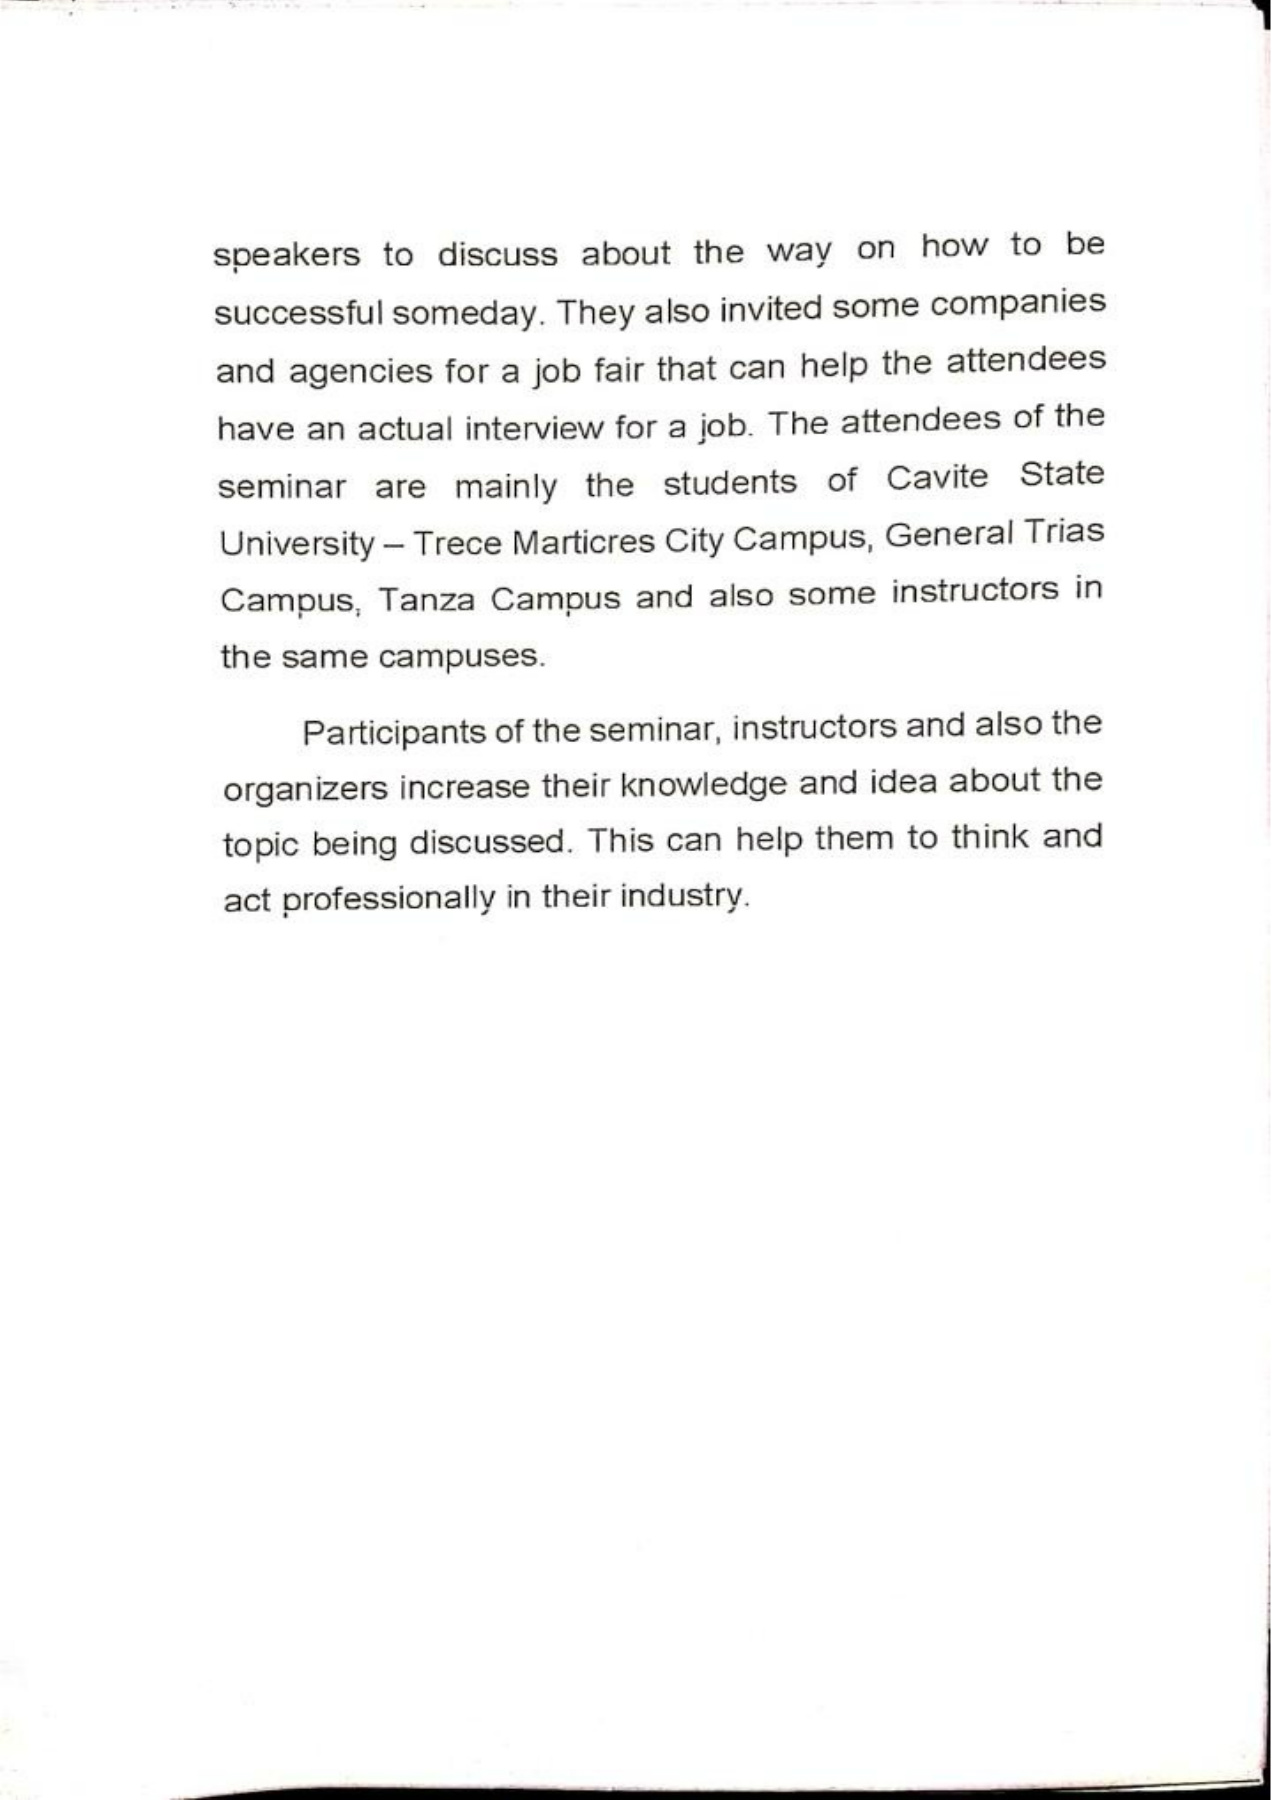 speakers to discuss about the way on how to be
successful someday. They also invited some companies
and agencies for a job fair that can help the attendees
have an actual interview for a job. The attendees of the
seminar are mainly the students of Cavite State
University – Trece Marticres City Campus, General Trias
Campus, Tanza Campus and also some instructors in
the same campuses.
Participants of the seminar, instructors and also the
organizers increase their knowledge and idea about the
topic being discussed. This can help them to think and
act professionally in their industry.